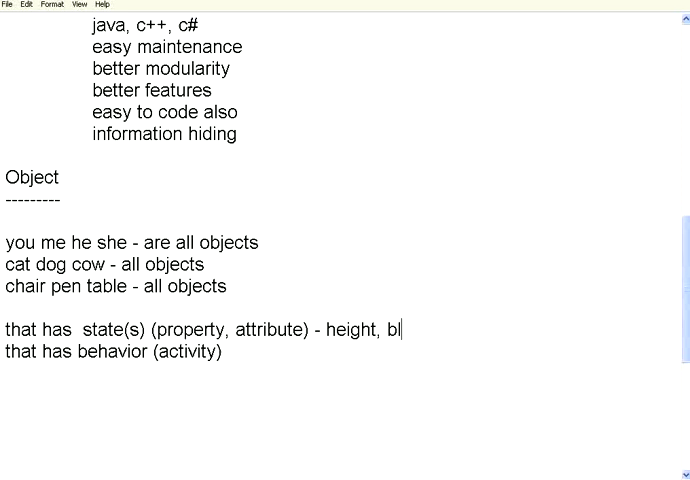 File Edit Format View Help
java, c++, c#
easy maintenance
better modularity
better features
easy to code also
information hiding
Object
---------
you me he she - are all objects
cat dog cow - all objects
chair pen table - all objects
that has  state(s) (property, attribute) - height, bl
that has behavior (activity)